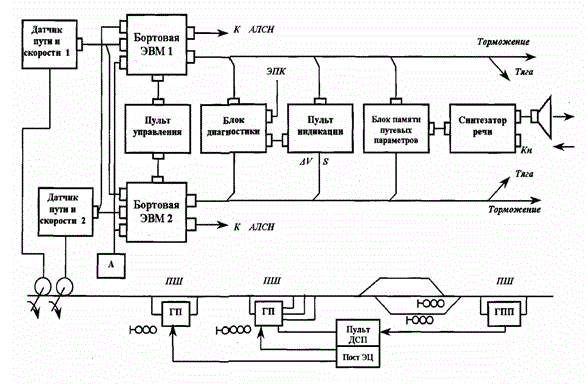 Датчик
пути и
скорости 1
Бортовая
ЭВМ 1
К АЛСН
Торможение
Тяга
ЭПК
Пульт
управления
Блок
диагностики
Пульт
индикации
Блок памяти
путевых
параметров
Синтезатор
речи
Кн
ΔV S
Датчик
пути и
скорости 2
Бортовая
ЭВМ 2
Тяга
Торможение
К АЛСН
А
ПШ
ПШ
ПШ
ГП
ГП
ГПП
Пульт
ДСП
Пост ЭЦ